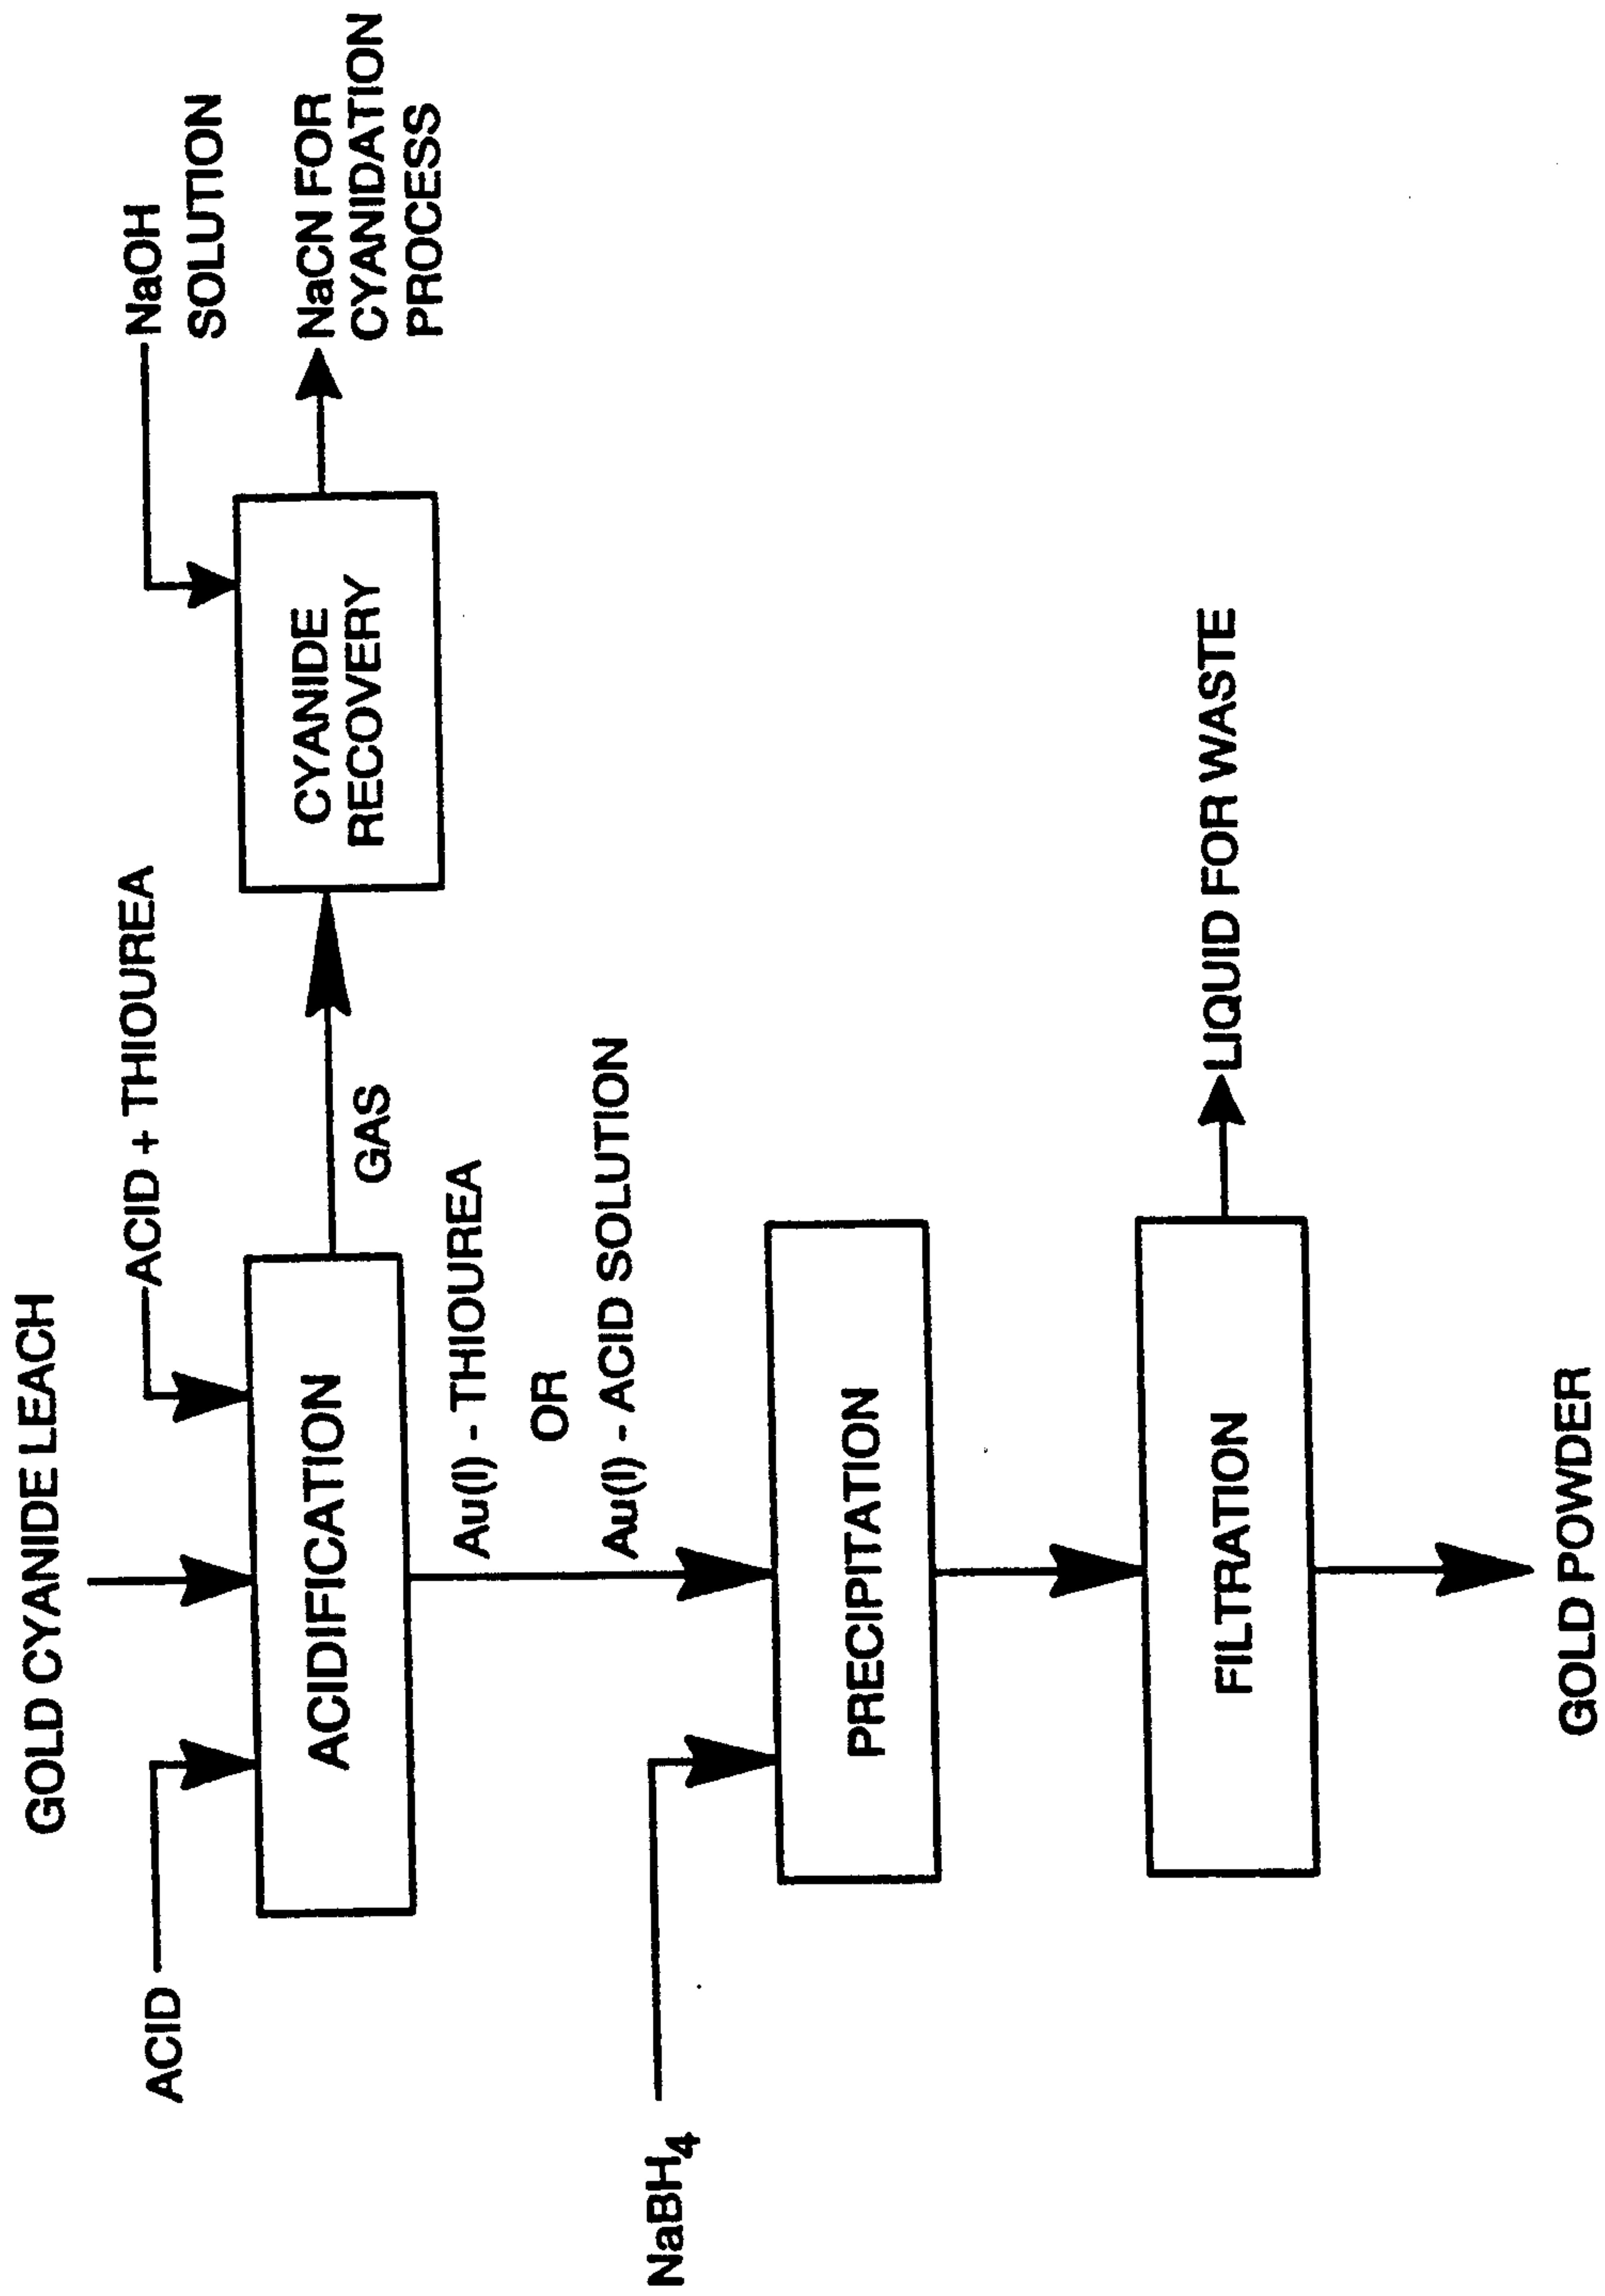 GOLD CYANIDE LEACH
ACID
ACID + THIOUREA
NaOH
SOLUTION
ACIDIFICATION
GAS
CYANIDE
RECOVERY
NaCN FOR
CYANIDATION
PROCESS
Au(I) - THIOUREA
OR
Au(I) - ACID SOLUTION
NaBH₄
PRECIPITATION
FILTRATION
LIQUID FOR WASTE
GOLD POWDER